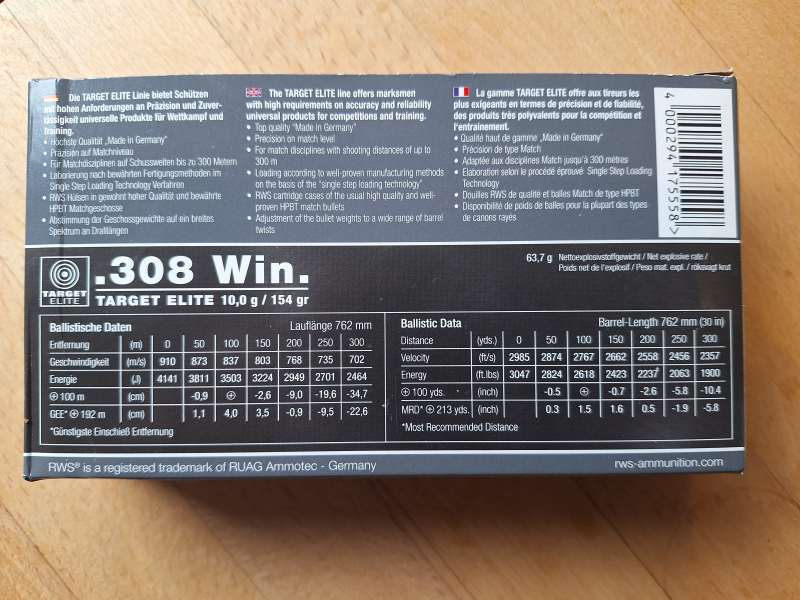 Die TARGET ELITE Linie bietet Schützen
mit hohen Anforderungen an Präzision und Zuver-
lässigkeit universelle Produkte für Wettkampf und
Training.
• Höchste Qualität „Made in Germany“
• Präzision auf Matchniveau
• Für Matchdisziplinen auf Schussweiten bis zu 300 Metern
• Laborierung nach bewährten Fertigungsmethoden im
Single Step Loading Technology Verfahren
• RWS Hülsen in gewohnt hoher Qualität und bewährte
HPBT Matchgeschosse
• Abstimmung der Geschossgewichte auf ein breites
Spektrum an Dralllängen
The TARGET ELITE line offers marksmen
with high requirements on accuracy and reliability
universal products for competitions and training.
• Top quality "Made in Germany"
• Precision on match level
• For match disciplines with shooting distances of up to
300 m
• Loading according to well-proven manufacturing methods
on the basis of the "single step loading technology"
• RWS cartridge cases of the usual high quality and well-
proven HPBT match bullets
• Adjustment of the bullet weights to a wide range of barrel
twists
La gamme TARGET ELITE offre aux tireurs les
plus exigeants en termes de précision et de fiabilité,
des produits très polyvalents pour la compétition et
l'entrainement.
• Qualité haut de gamme „Made in Germany"
• Précision de type Match
• Adaptée aux disciplines Match jusqu'à 300 mètres
• Elaboration selon le procédé éprouvé Single Step Loading
Technology
• Douilles RWS de qualité et balles Match de type HPBT
• Disponibilité de poids de balles pour la plupart des types
de canons rayés
4 000294 175558 >
TARGET
ELITE
.308 Win.
TARGET ELITE 10,0 g / 154 gr
63,7 g Nettoexplosivstoffgewicht / Net explosive rate /
Poids net de l'explosif / Peso mat. expl. / röksvagt krut
Ballistische Daten Lauflänge 762 mm
Entfernung (m) 0 50 100 150 200 250 300
Geschwindigkeit (m/s) 910 873 837 803 768 735 702
Energie (J) 4141 3811 3503 3224 2949 2701 2464
⊕ 100 m (cm) -0,9 ⊕ -2,6 -9,0 -19,6 -34,7
GEE* ⊕ 192 m (cm) 1,1 4,0 3,5 -0,9 -9,5 -22,6
*Günstigste Einschieß Entfernung
Ballistic Data Barrel-Length 762 mm (30 in)
Distance (yds.) 0 50 100 150 200 250 300
Velocity (ft/s) 2985 2874 2767 2662 2558 2456 2357
Energy (ft.lbs) 3047 2824 2618 2423 2237 2063 1900
⊕ 100 yds. (inch) -0.5 ⊕ -0.7 -2.6 -5.8 -10.4
MRD* ⊕ 213 yds. (inch) 0.3 1.5 1.6 0.5 -1.9 -5.8
*Most Recommended Distance
RWS® is a registered trademark of RUAG Ammotec - Germany
rws-ammunition.com